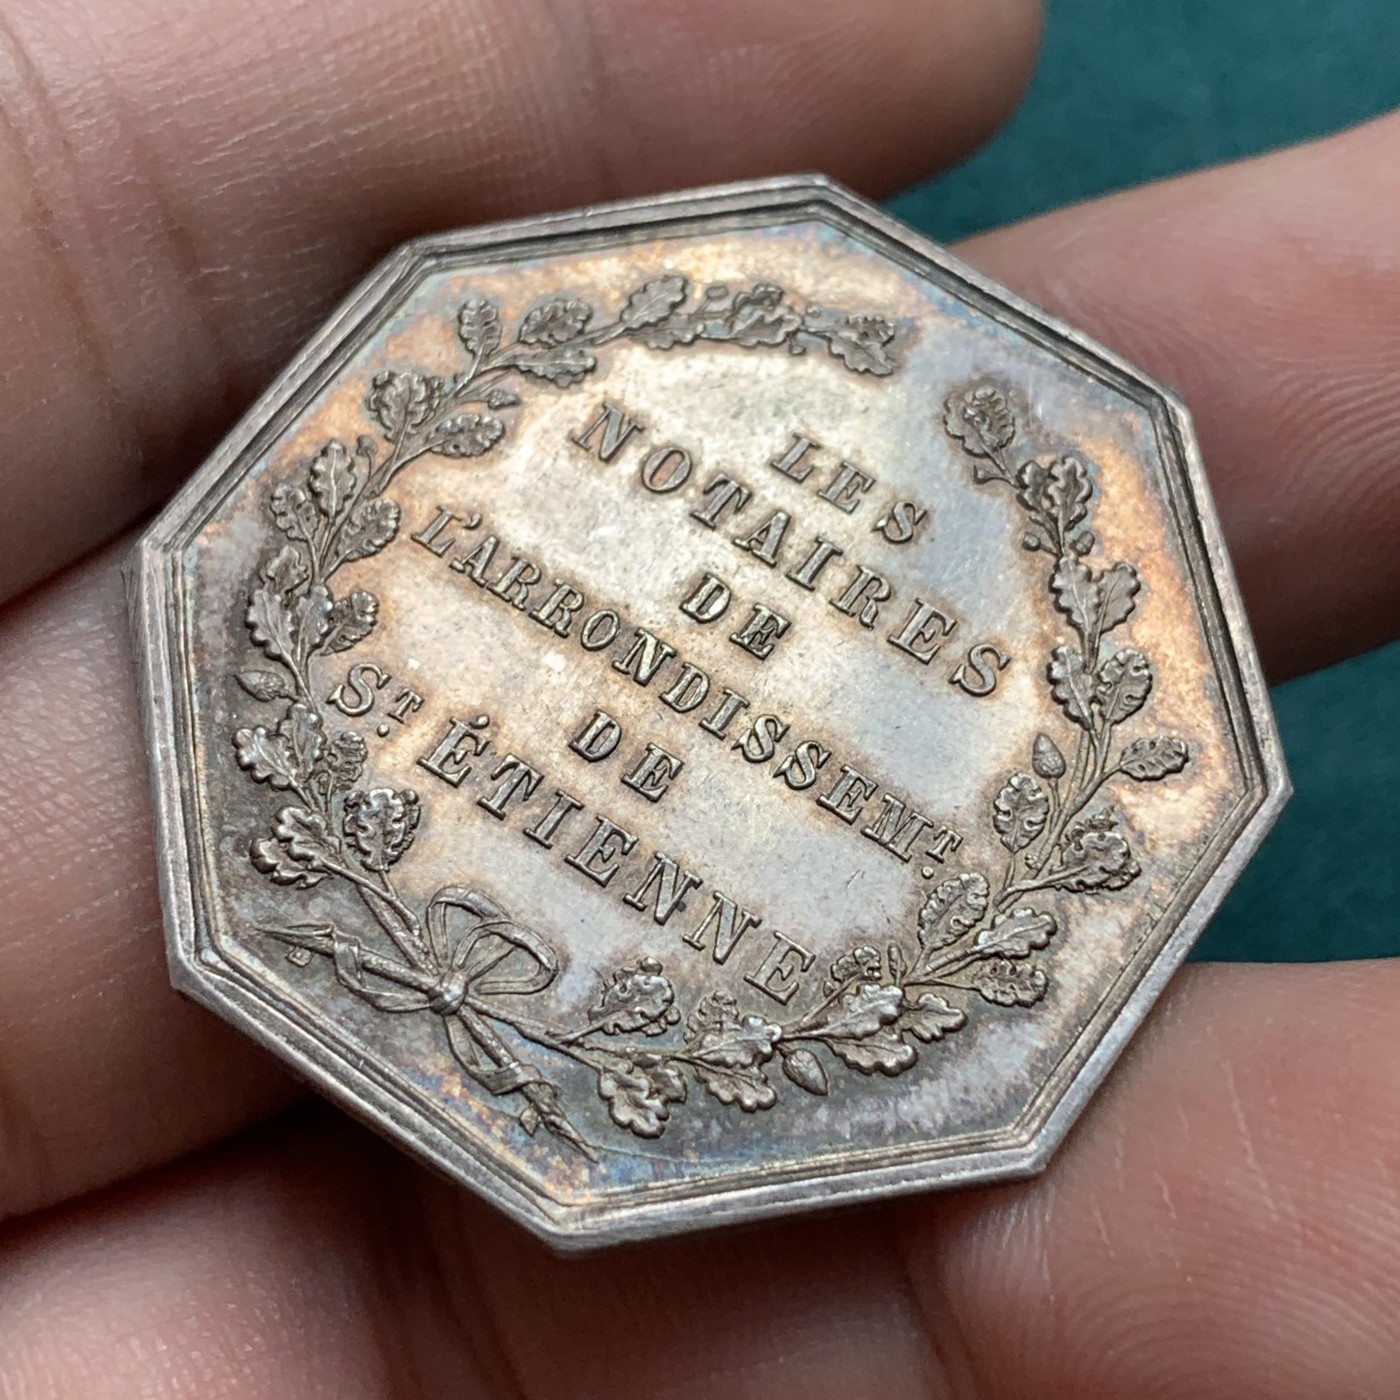 LES
NOTAIRES
DE
L'ARRONDISSEMT.
DE
ST. ÉTIENNE